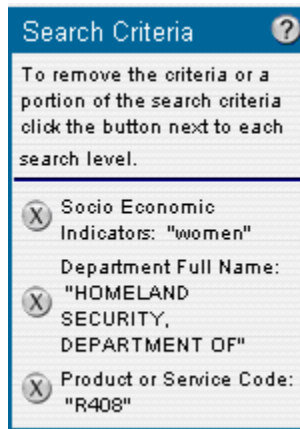 Search Criteria ?
To remove the criteria or a
portion of the search criteria
click the button next to each
search level.
X Socio Economic
Indicators: "women"
Department Full Name:
X "HOMELAND
SECURITY,
DEPARTMENT OF"
X Product or Service Code:
"R408"